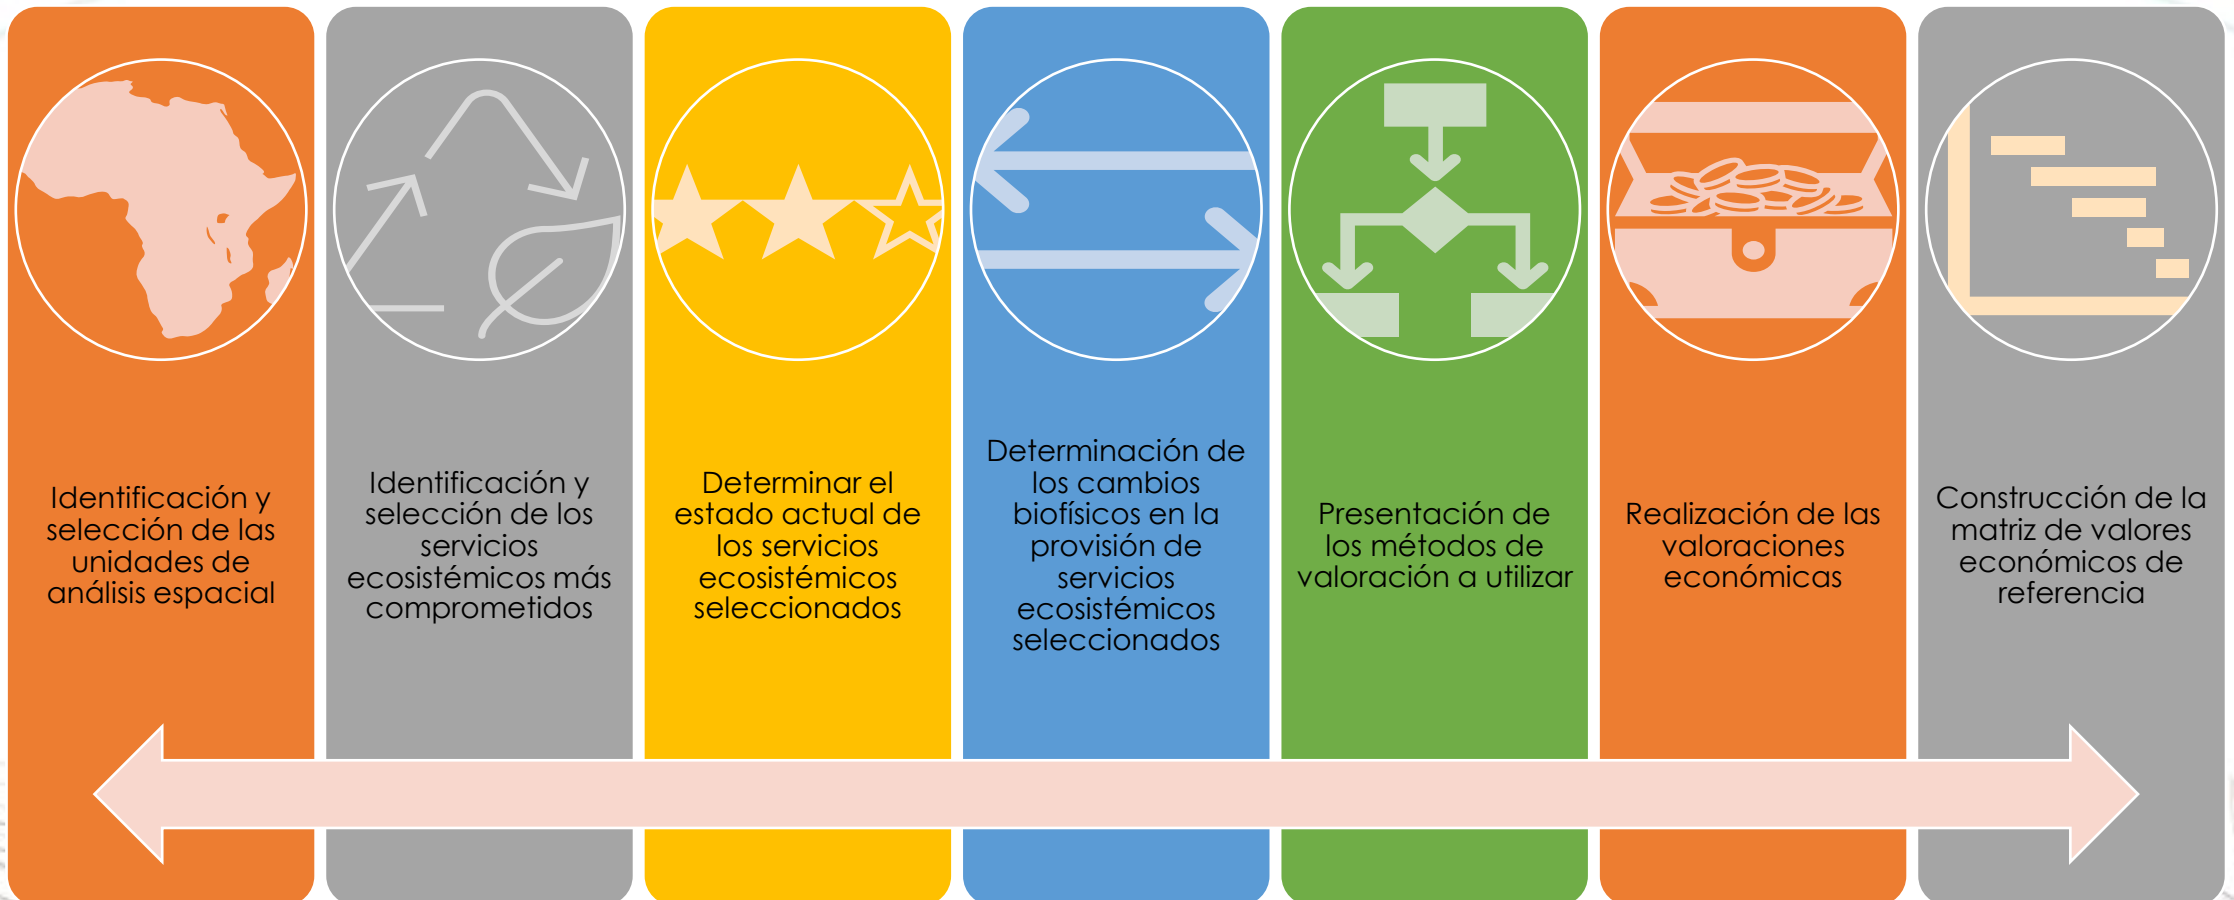 Identificación y
selección de las
unidades de
análisis espacial
Identificación y
selección de los
servicios
ecosistémicos más
comprometidos
Determinar el
estado actual de
los servicios
ecosistémicos
seleccionados
Determinación de
los cambios
biofísicos en la
provisión de
servicios
ecosistémicos
seleccionados
Presentación de
los métodos de
valoración a utilizar
Realización de las
valoraciones
económicas
Construcción de la
matriz de valores
económicos de
referencia